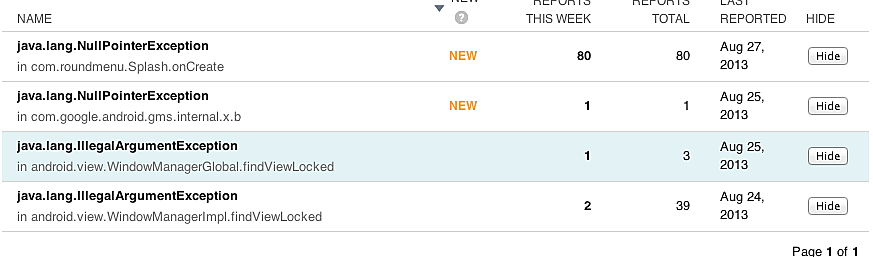 NEW REPORTS REPORTS LAST
NAME ? THIS WEEK TOTAL REPORTED HIDE
java.lang.NullPointerException
in com.roundmenu.Splash.onCreate
NEW 80 80 Aug 27, 2013 Hide
java.lang.NullPointerException
in com.google.android.gms.internal.x.b
NEW 1 1 Aug 25, 2013 Hide
java.lang.IllegalArgumentException
in android.view.WindowManagerGlobal.findViewLocked
1 3 Aug 25, 2013 Hide
java.lang.IllegalArgumentException
in android.view.WindowManagerImpl.findViewLocked
2 39 Aug 24, 2013 Hide
Page 1 of 1